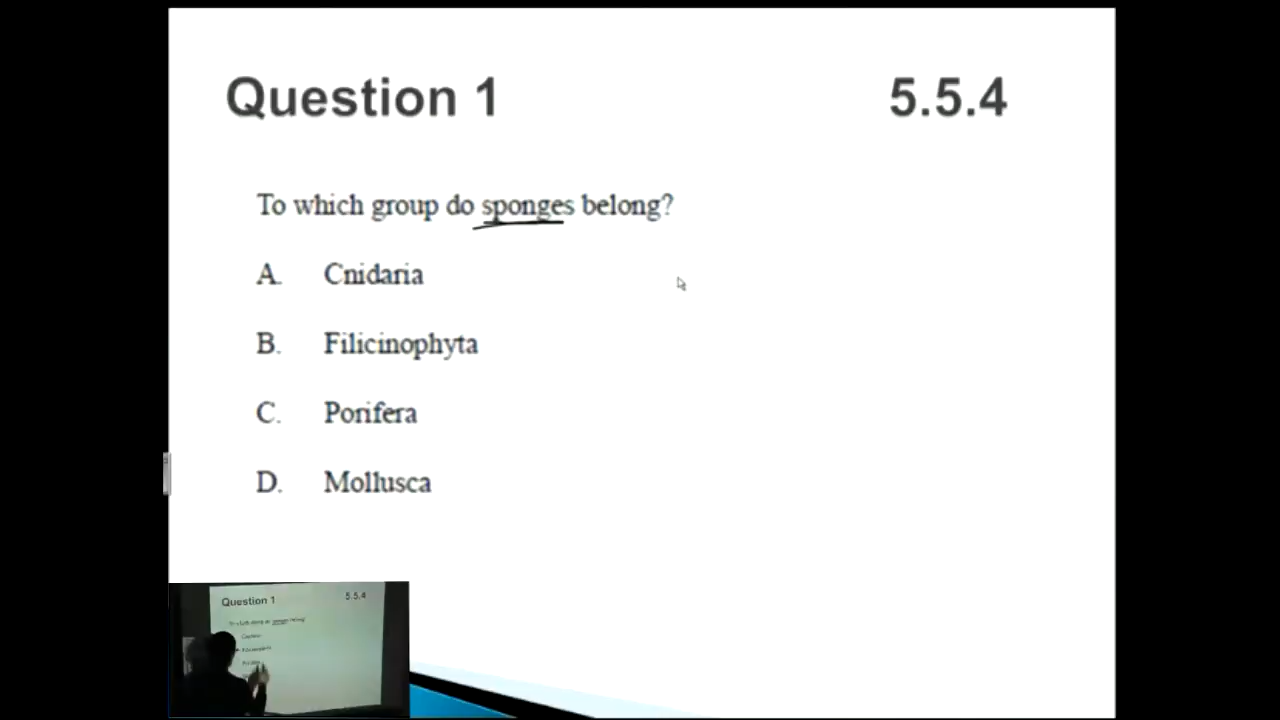 Question 1 5.5.4
To which group do sponges belong?
A. Cnidaria
B. Filicinophyta
C. Porifera
D. Mollusca
Question 1 5.5.4